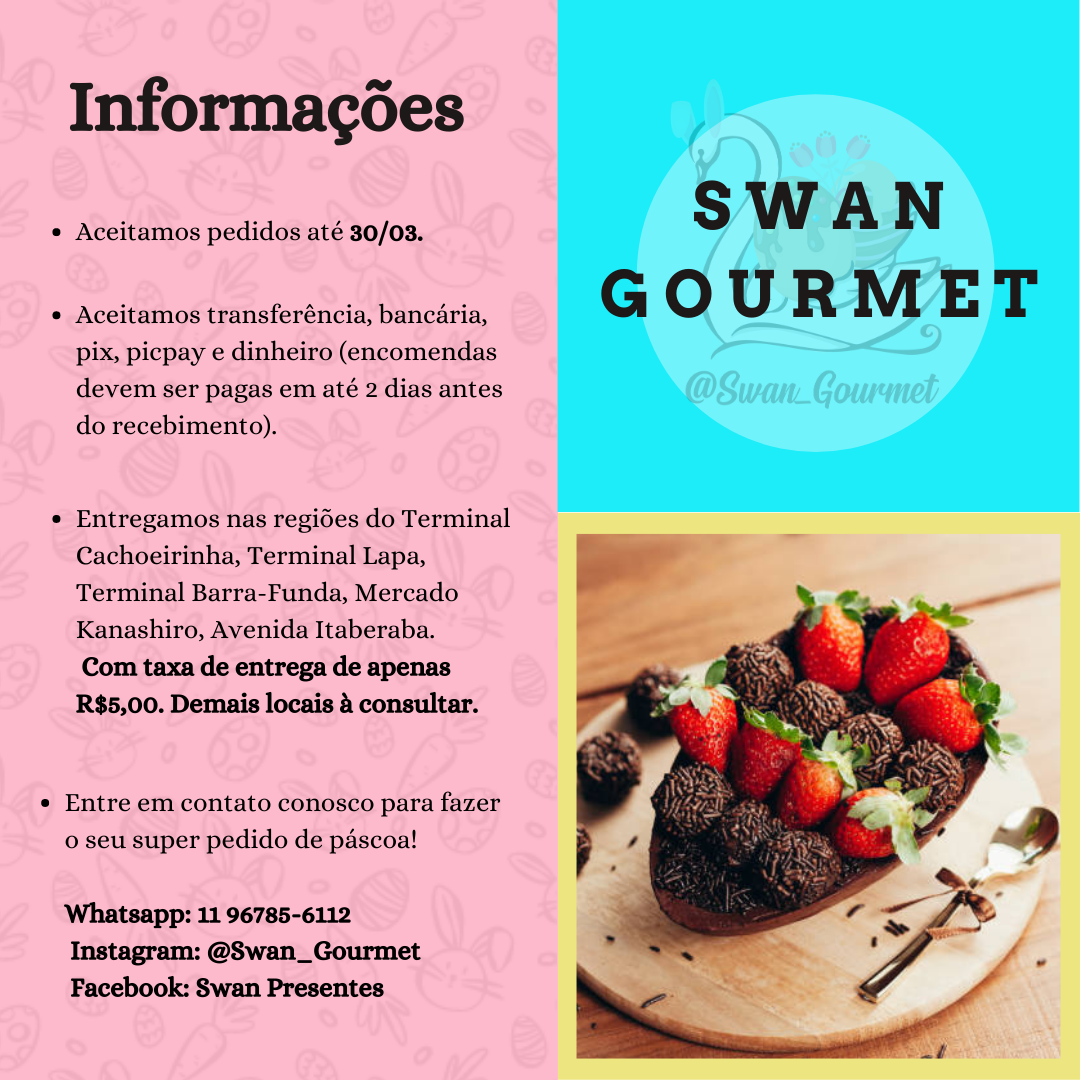 Informações
• Aceitamos pedidos até 30/03.
• Aceitamos transferência, bancária,
pix, picpay e dinheiro (encomendas
devem ser pagas em até 2 dias antes
do recebimento).
• Entregamos nas regiões do Terminal
Cachoeirinha, Terminal Lapa,
Terminal Barra-Funda, Mercado
Kanashiro, Avenida Itaberaba.
Com taxa de entrega de apenas
R$5,00. Demais locais à consultar.
• Entre em contato conosco para fazer
o seu super pedido de páscoa!
Whatsapp: 11 96785-6112
Instagram: @Swan_Gourmet
Facebook: Swan Presentes
SWAN
GOURMET
@Swan_Gourmet